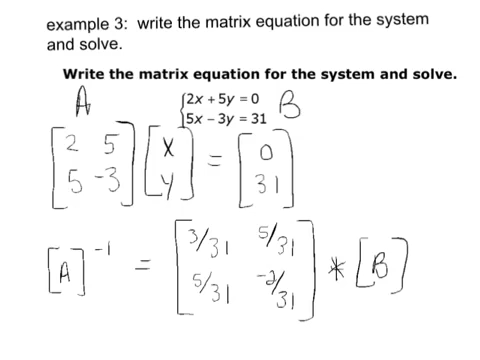 example 3: write the matrix equation for the system
and solve.
Write the matrix equation for the system and solve.
A { 2x + 5y = 0 B
5x – 3y = 31
[ 2 5 [ x = [ 0
5 -3 ] y ] 31 ]
[A]⁻¹ = [ 3/31 5/31
5/31 -2/31 ] * [B]